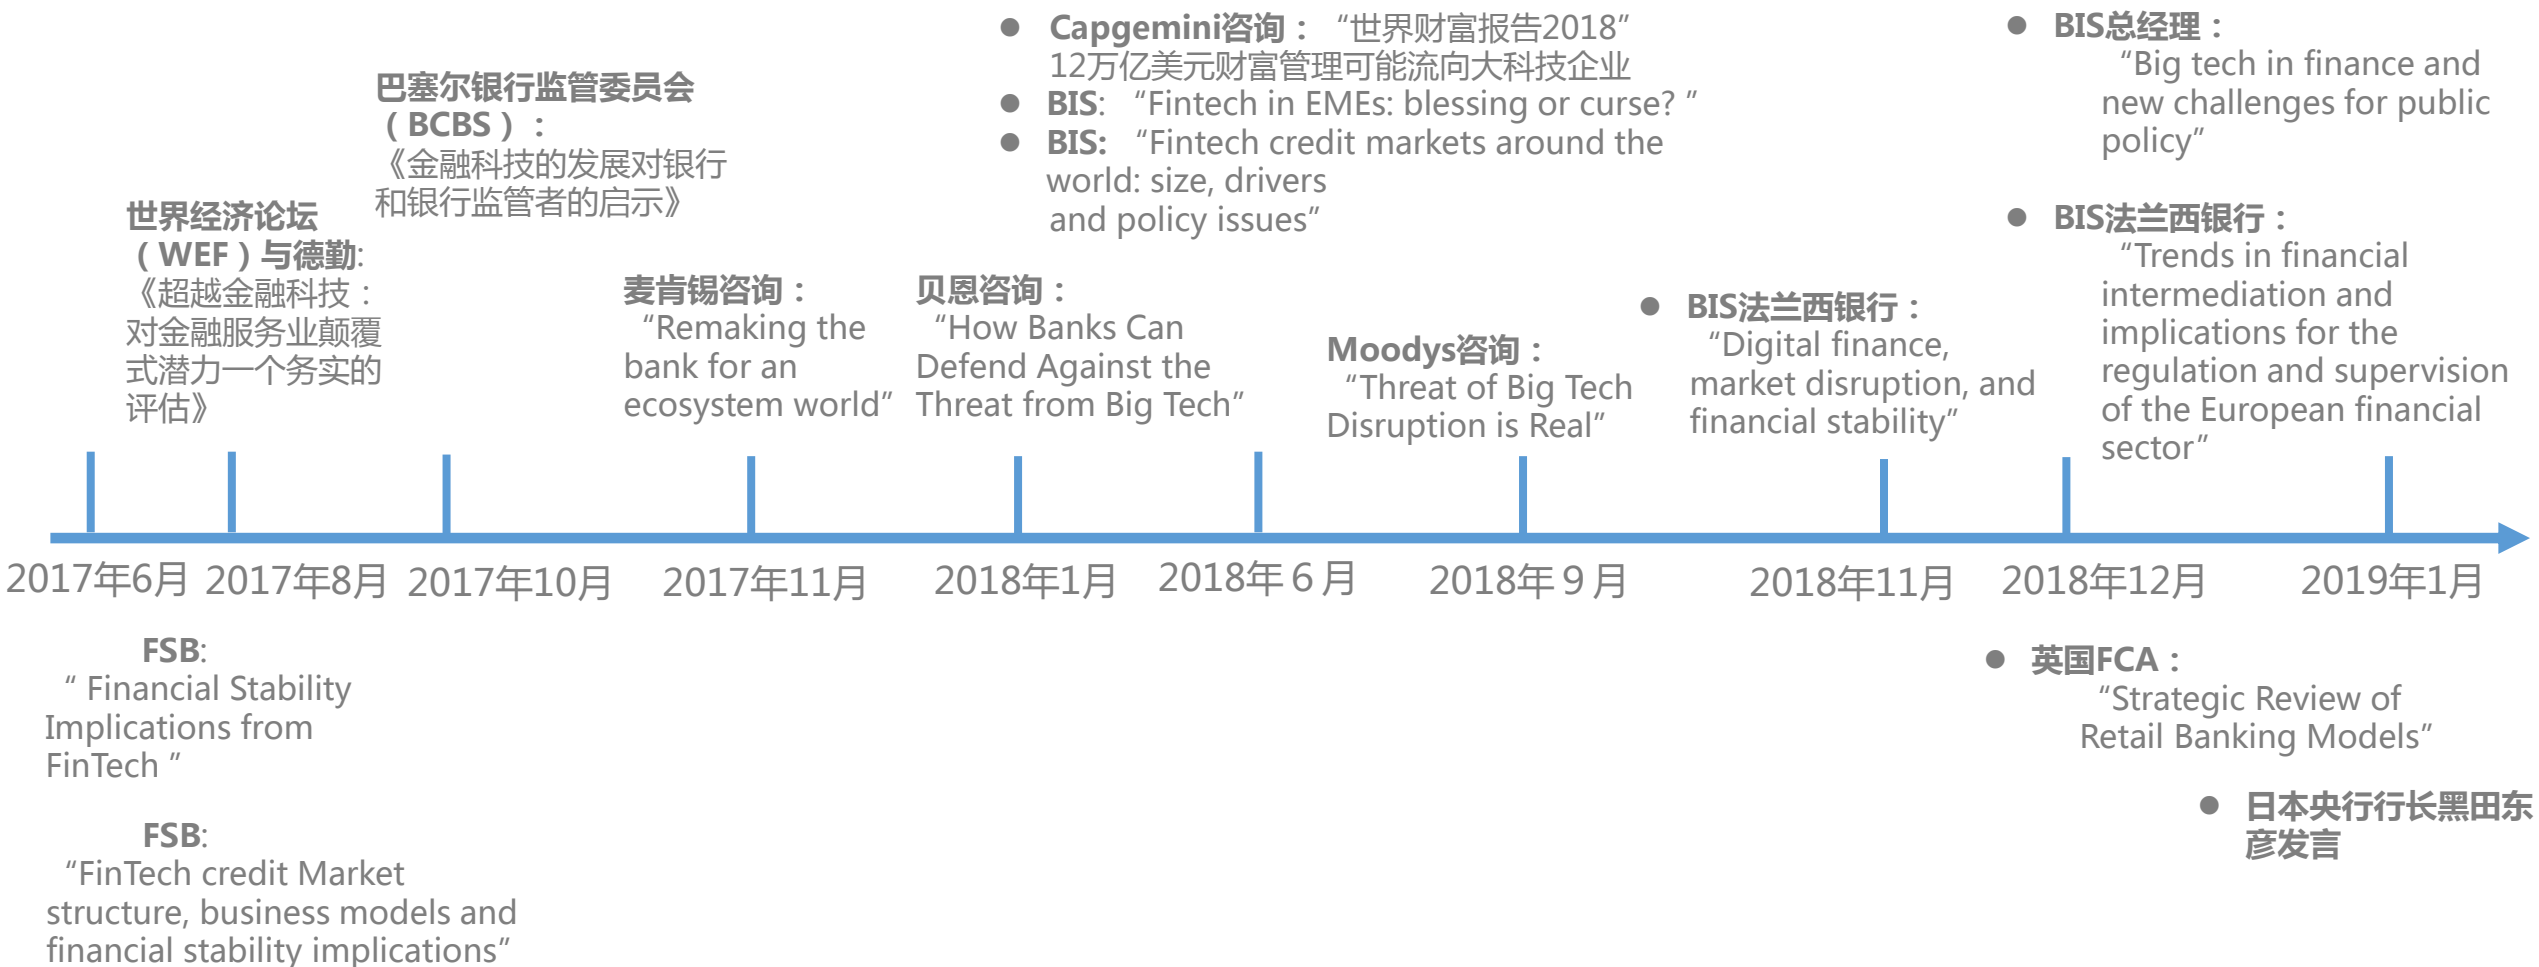 世界经济论坛
（WEF）与德勤:
《超越金融科技：
对金融服务业颠覆
式潜力一个务实的
评估》
巴塞尔银行监管委员会
（BCBS）：
《金融科技的发展对银行
和银行监管者的启示》
麦肯锡咨询：
“Remaking the
bank for an
ecosystem world”
贝恩咨询：
“How Banks Can
Defend Against the
Threat from Big Tech”
● Capgemini咨询：“世界财富报告2018”
12万亿美元财富管理可能流向大科技企业
● BIS: “Fintech in EMEs: blessing or curse? ”
● BIS: “Fintech credit markets around the
world: size, drivers
and policy issues”
Moodys咨询：
“Threat of Big Tech
Disruption is Real”
● BIS法兰西银行：
“Digital finance,
market disruption, and
financial stability”
● BIS总经理：
“Big tech in finance and
new challenges for public
policy”
● BIS法兰西银行：
“Trends in financial
intermediation and
implications for the
regulation and supervision
of the European financial
sector”
2017年6月 2017年8月 2017年10月 2017年11月 2018年1月 2018年６月 2018年９月 2018年11月 2018年12月 2019年1月
FSB:
“ Financial Stability
Implications from
FinTech ”
FSB:
“FinTech credit Market
structure, business models and
financial stability implications”
● 英国FCA：
“Strategic Review of
Retail Banking Models”
● 日本央行行长黑田东
彦发言